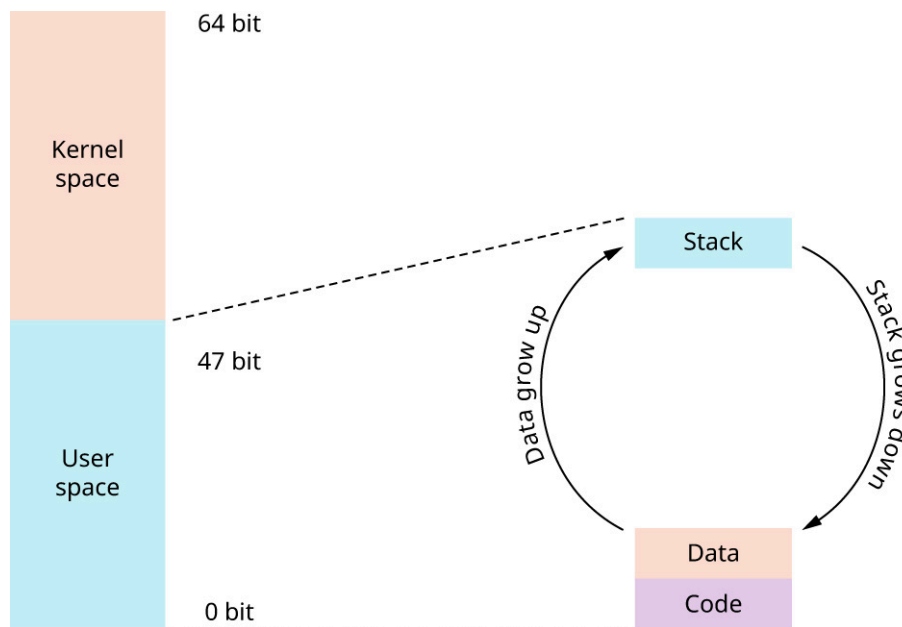 64 bit
Kernel
space
47 bit
User
space
0 bit
Stack
Data grow up
Stack grows down
Data
Code